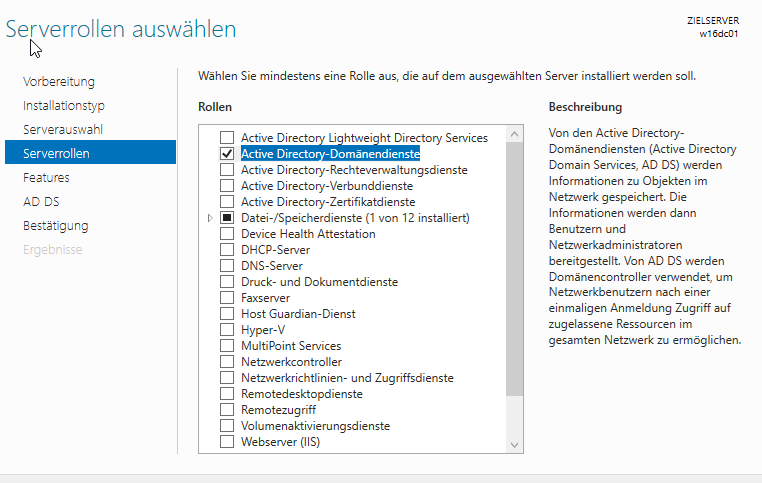 Serverrollen auswählen
ZIELSERVER
w16dc01
Vorbereitung
Installationstyp
Serverauswahl
Serverrollen
Features
AD DS
Bestätigung
Ergebnisse
Wählen Sie mindestens eine Rolle aus, die auf dem ausgewählten Server installiert werden soll.
Rollen
Active Directory Lightweight Directory Services
Active Directory-Domänendienste
Active Directory-Rechteverwaltungsdienste
Active Directory-Verbunddienste
Active Directory-Zertifikatdienste
Datei-/Speicherdienste (1 von 12 installiert)
Device Health Attestation
DHCP-Server
DNS-Server
Druck- und Dokumentdienste
Faxserver
Host Guardian-Dienst
Hyper-V
MultiPoint Services
Netzwerkcontroller
Netzwerkrichtlinien- und Zugriffsdienste
Remotedesktopdienste
Remotezugriff
Volumenaktivierungsdienste
Webserver (IIS)
Beschreibung
Von den Active Directory-
Domänendiensten (Active Directory
Domain Services, AD DS) werden
Informationen zu Objekten im
Netzwerk gespeichert. Die
Informationen werden dann
Benutzern und
Netzwerkadministratoren
bereitgestellt. Von AD DS werden
Domänencontroller verwendet, um
Netzwerkbenutzern nach einer
einmaligen Anmeldung Zugriff auf
zugelassene Ressourcen im
gesamten Netzwerk zu ermöglichen.